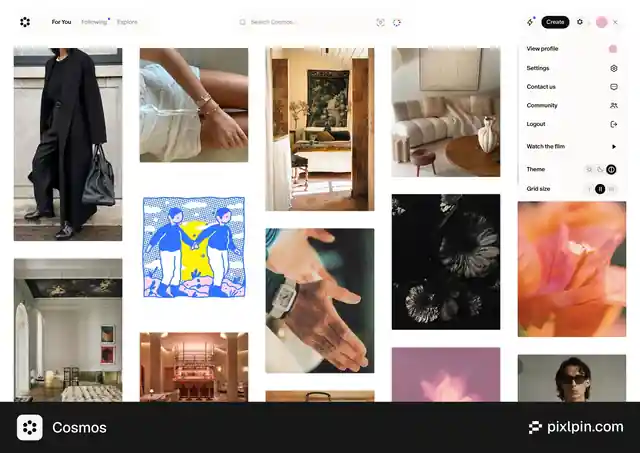 For You Following Explore
Search Cosmos...
Create
View profile
Settings
Contact us
Community
Logout
Watch the film
Theme
Grid size
Cosmos
pixlpin.com